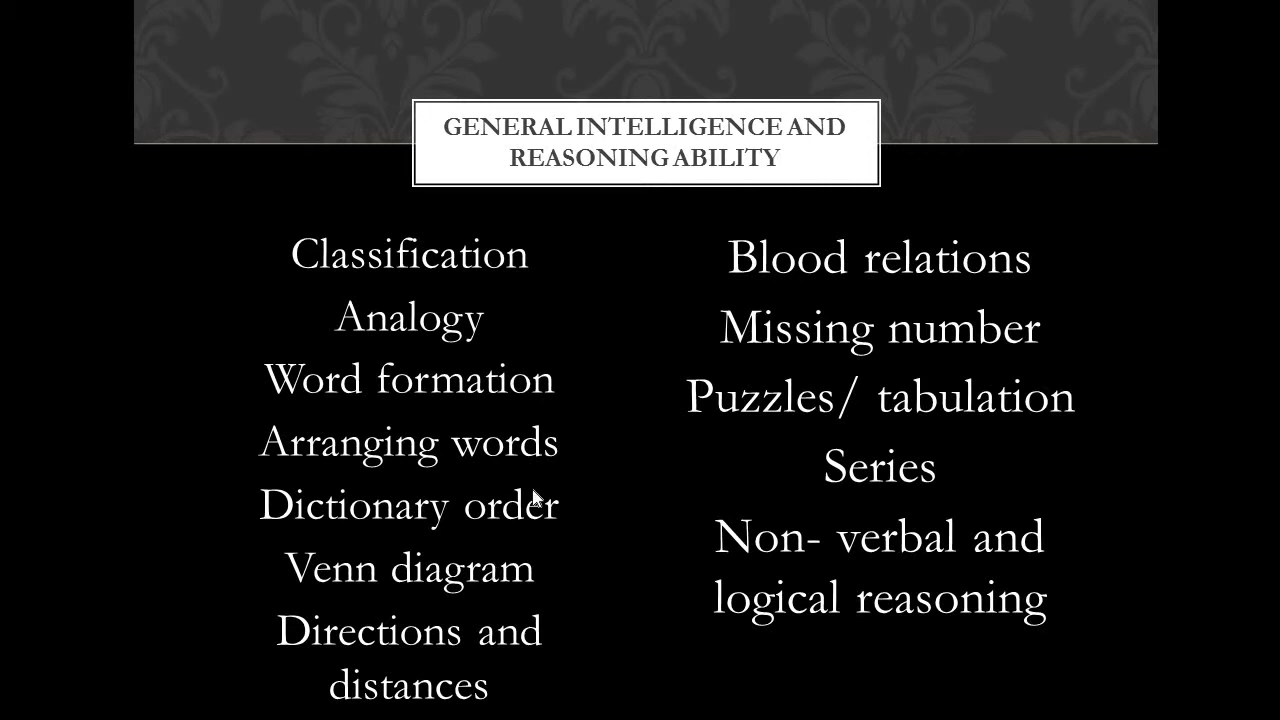 GENERAL INTELLIGENCE AND
REASONING ABILITY
Classification
Analogy
Word formation
Arranging words
Dictionary order
Venn diagram
Directions and
distances
Blood relations
Missing number
Puzzles/ tabulation
Series
Non- verbal and
logical reasoning